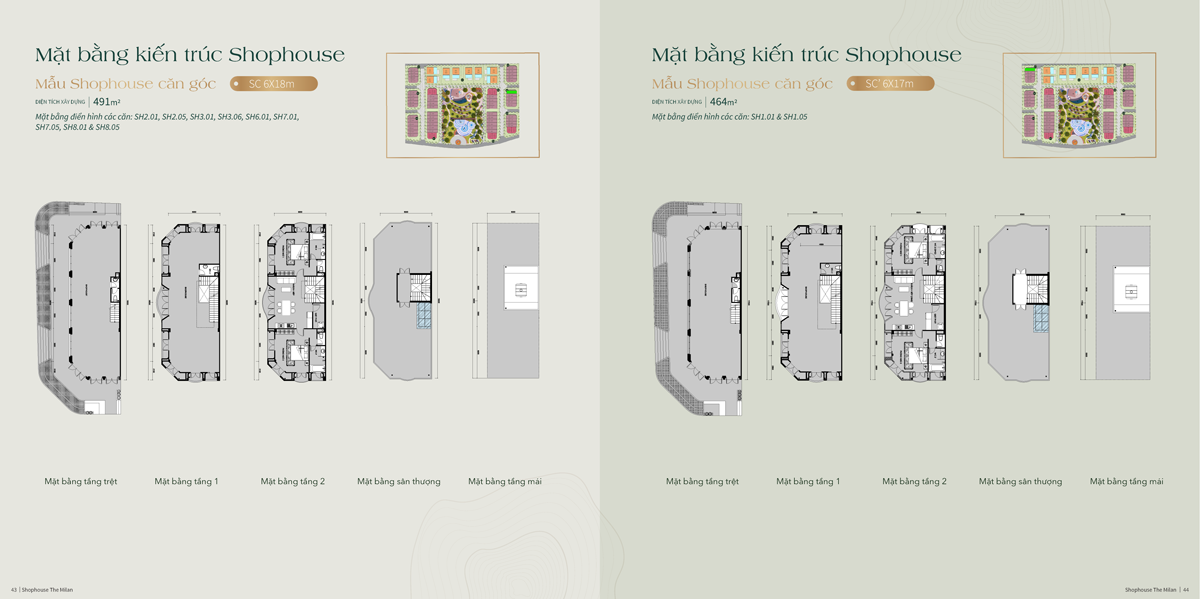 Mặt bằng kiến trúc Shophouse
Mẫu Shophouse căn góc
SC 6X18m
DIỆN TÍCH XÂY DỰNG | 491m²
Mặt bằng điển hình các căn: SH2.01, SH2.05, SH3.01, SH3.06, SH6.01, SH7.01,
SH7.05, SH8.01 & SH8.05
Mặt bằng tầng trệt
Mặt bằng tầng 1
Mặt bằng tầng 2
Mặt bằng sân thượng
Mặt bằng tầng mái
43 | Shophouse The Milan
Mặt bằng kiến trúc Shophouse
Mẫu Shophouse căn góc
SC' 6X17m
DIỆN TÍCH XÂY DỰNG | 464m²
Mặt bằng điển hình các căn: SH1.01 & SH1.05
Mặt bằng tầng trệt
Mặt bằng tầng 1
Mặt bằng tầng 2
Mặt bằng sân thượng
Mặt bằng tầng mái
Shophouse The Milan | 44